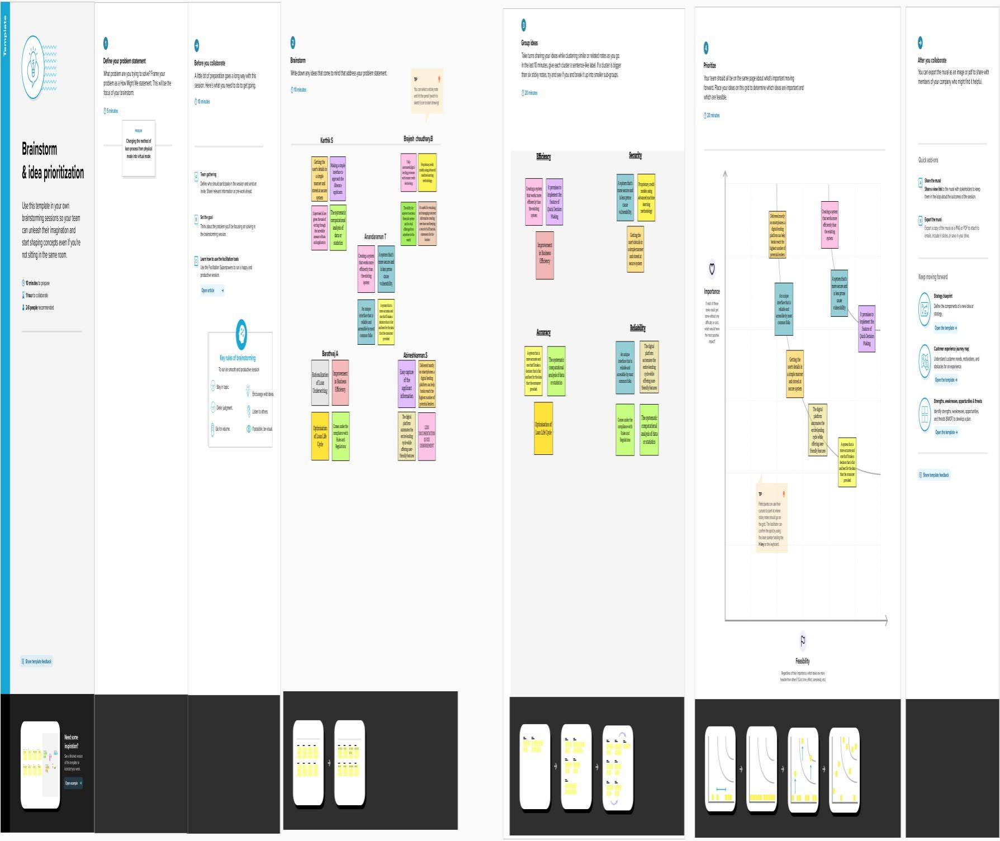 Template
Brainstorm
& idea prioritization
Use this template in your own
brainstorming sessions so your team
can unleash their imagination and
start shaping concepts even if you're
not sitting in the same room.
10 minutes to prepare
1 hour to collaborate
2-8 people recommended
Share template feedback
Need some
inspiration?
See a finished version
of this template to
kickstart your work.
Open example
1
Define your problem statement
What problem are you trying to solve? Frame your
problem as a How Might We statement. This will be the
focus of your brainstorm.
5 minutes
PROBLEM
Changing the method of
loan process from physical
mode into virtual mode
Before you collaborate
A little bit of preparation goes a long way with this
session. Here's what you need to do to get going.
10 minutes
A
Team gathering
Define who should participate in the session and send an
invite. Share relevant information or pre-work ahead.
B
Set the goal
Think about the problem you'll be focusing on solving in
the brainstorming session.
C
Learn how to use the facilitation tools
Use the Facilitation Superpowers to run a happy and
productive session.
Open article
Key rules of brainstorming
To run an smooth and productive session
Stay in topic.
Encourage wild ideas.
Defer judgment.
Listen to others.
Go for volume.
If possible, be visual.
2
Brainstorm
Write down any ideas that come to mind that address your problem statement.
10 minutes
TIP
You can select a sticky note
and hit the pencil [switch to
sketch] icon to start drawing!
Karthik S
Getting the
user's details in
a simple
manner and
stored at secure
system
Making a simple
interface to
approach the
illiterate
applicants
Supervised AI are
given the task of
sorting through
the incredible
amount of data
and application
The systematic
computational
analysis of
data or
statistics
Brajesh choudhary.B
Fully
automated digital
lending processes
with instant credit
decisioning
Proprietary credit
models using advanced
machine learning
methodology
The ability for
anyone to access a
financial system
and its vital
offerings from
anywhere in the
world
Anandaraman T
Creating a system
that works more
efficiently than
the existing
system
A system that's
more secure and
is less prone
cause
vulnerability
An unique
interface that is
reliable and
accessible by most
common folks
A system that is
more accurate and
one that'll make a
decision that is fair
and best for the data
that the consumer
provided
Barathvaj A
Rationalization
of Loan
Underwriting
Improvement
in Business
Efficiency
Optimisation
of Loan Life
Cycle
Comes under the
compliance with
Rules and
Regulations
Abineshkannan.S
Easy capture
of the
applicant
information
Delivered mostly
on smartphones, a
digital lending
platform can help
banks reach the
highest number of
potential lenders
The digital
platform
automates the
entire lending
cycle while
offering user-
friendly features
LESS
DOCUMENTATION
QUICK
DISBURSEMENT
3
Group ideas
Take turns sharing your ideas while clustering similar or related notes as you go.
In the last 10 minutes, give each cluster a sentence-like label. If a cluster is bigger
than six sticky notes, try and see if you and break it up into smaller sub-groups.
20 minutes
Efficiency
Creating a system
that works more
efficiently than
the existing
system
It promises to
implement the
feature of
Quick Decision
Making
Improvement
in Business
Efficiency
Security
A system that's
more secure and
is less prone
cause
vulnerability
Proprietary credit
models using
advanced machine
learning
methodology
Getting the
user's details in
a simple manner
and stored at
secure system
Accuracy
A system that is
more accurate and
one that'll make a
decision that is fair
and best for the data
that the consumer
provided
The systematic
computational
analysis of data
or statistics
Optimisation of
Loan Life Cycle
Reliability
An unique
interface that is
reliable and
accessible by most
common folks
The digital
platform
automates the
entire lending
cycle while
offering user-
friendly features
Comes under the
compliance with
Rules and
Regulations
The systematic
computational
analysis of data
or statistics
4
Prioritize
Your team should all be on the same page about what's important moving
forward. Place your ideas on this grid to determine which ideas are important and
which are feasible.
20 minutes
Importance
If each of these
tasks could get
done without any
difficulty or cost,
which would have
the most positive
impact?
Delivered mostly
on smartphones, a
digital lending
platform can help
banks reach the
highest number of
potential lenders
Creating a system
that works more
efficiently than
the existing
system
An unique
interface that is
reliable and
accessible by most
common folks
A system that's
more secure and
is less prone
cause
vulnerability
It promises to
implement the
feature of
Quick Decision
Making
Getting the
user's details in
a simple manner
and stored at
secure system
The digital
platform
automates the
entire lending
cycle while
offering user-
friendly features
A system that is
more accurate and
one that'll make a
decision that is fair
and best for the data
that the consumer
provided
TIP
Participants can use their
cursors to point at where
sticky notes should go on
the grid. The facilitator can
confirm the spot by using
the laser pointer holding the
H key on the keyboard.
Feasibility
Regardless of their importance, which tasks are more
feasible than others? (Cost, time, effort, complexity, etc.)
After you collaborate
You can export the mural as an image or pdf to share with
members of your company who might find it helpful.
Quick add-ons
A
Share the mural
Share a view link to the mural with stakeholders to keep
them in the loop about the outcomes of the session.
B
Export the mural
Export a copy of the mural as a PNG or PDF to attach to
emails, include in slides, or save in your drive.
Keep moving forward
Strategy blueprint
Define the components of a new idea or
strategy.
Open the template
Customer experience journey map
Understand customer needs, motivations, and
obstacles for an experience.
Open the template
Strengths, weaknesses, opportunities & threats
Identify strengths, weaknesses, opportunities,
and threats (SWOT) to develop a plan.
Open the template
Share template feedback